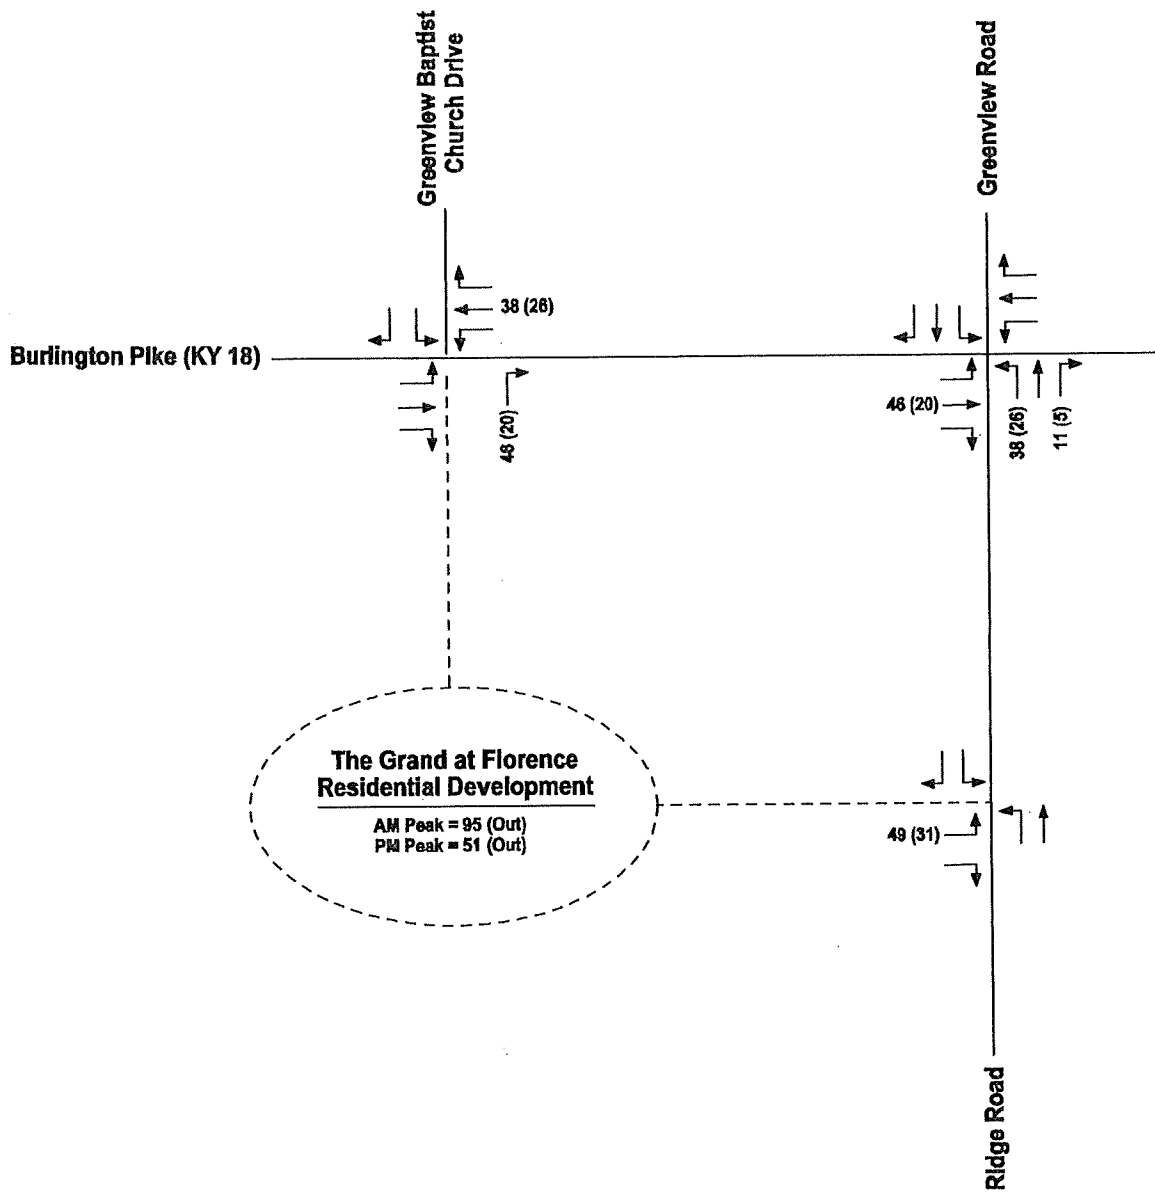 Greenview Baptist
Church Drive
Greenview Road
38 (26)
Burlington Pike (KY 18)
46 (20)
46 (20)
38 (26)
11 (5)
The Grand at Florence
Residential Development
AM Peak = 95 (Out)
PM Peak = 51 (Out)
49 (31)
Ridge Road